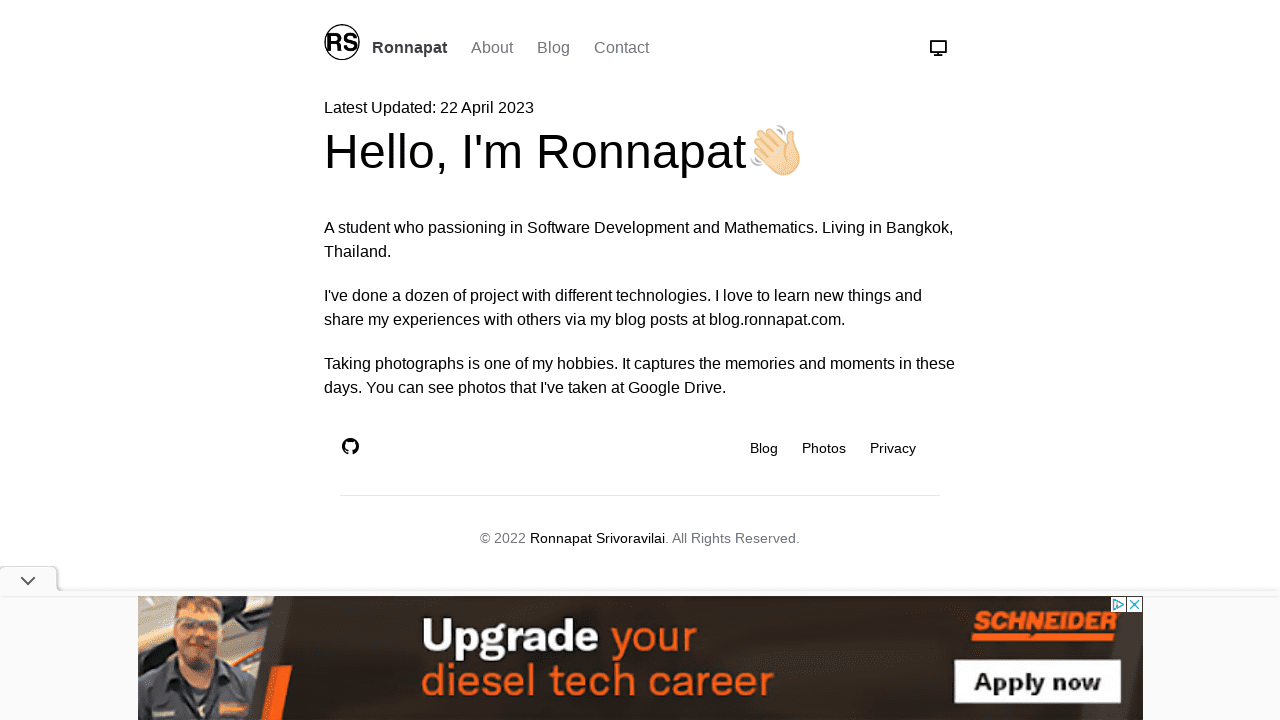 RS Ronnapat About Blog Contact
Latest Updated: 22 April 2023
Hello, I'm Ronnapat👋🏻
A student who passioning in Software Development and Mathematics. Living in Bangkok,
Thailand.
I've done a dozen of project with different technologies. I love to learn new things and
share my experiences with others via my blog posts at blog.ronnapat.com.
Taking photographs is one of my hobbies. It captures the memories and moments in these
days. You can see photos that I've taken at Google Drive.
Blog Photos Privacy
© 2022 Ronnapat Srivoravilai. All Rights Reserved.
Upgrade your
diesel tech career
SCHNEIDER
Apply now